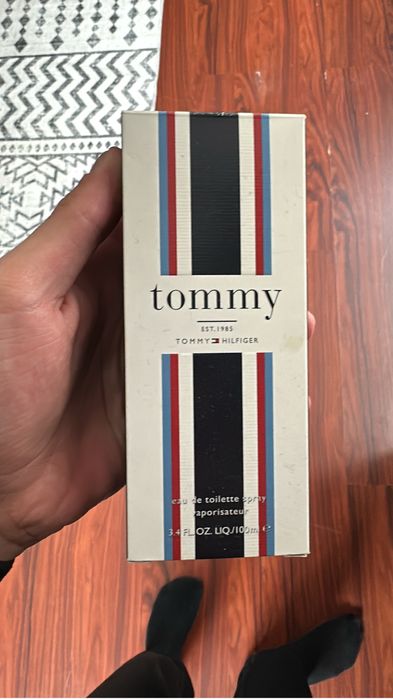 tommy
EST. 1985
TOMMY HILFIGER
eau de toilette spray
vaporisateur
3.4 FL. OZ. LIQ./100ml e